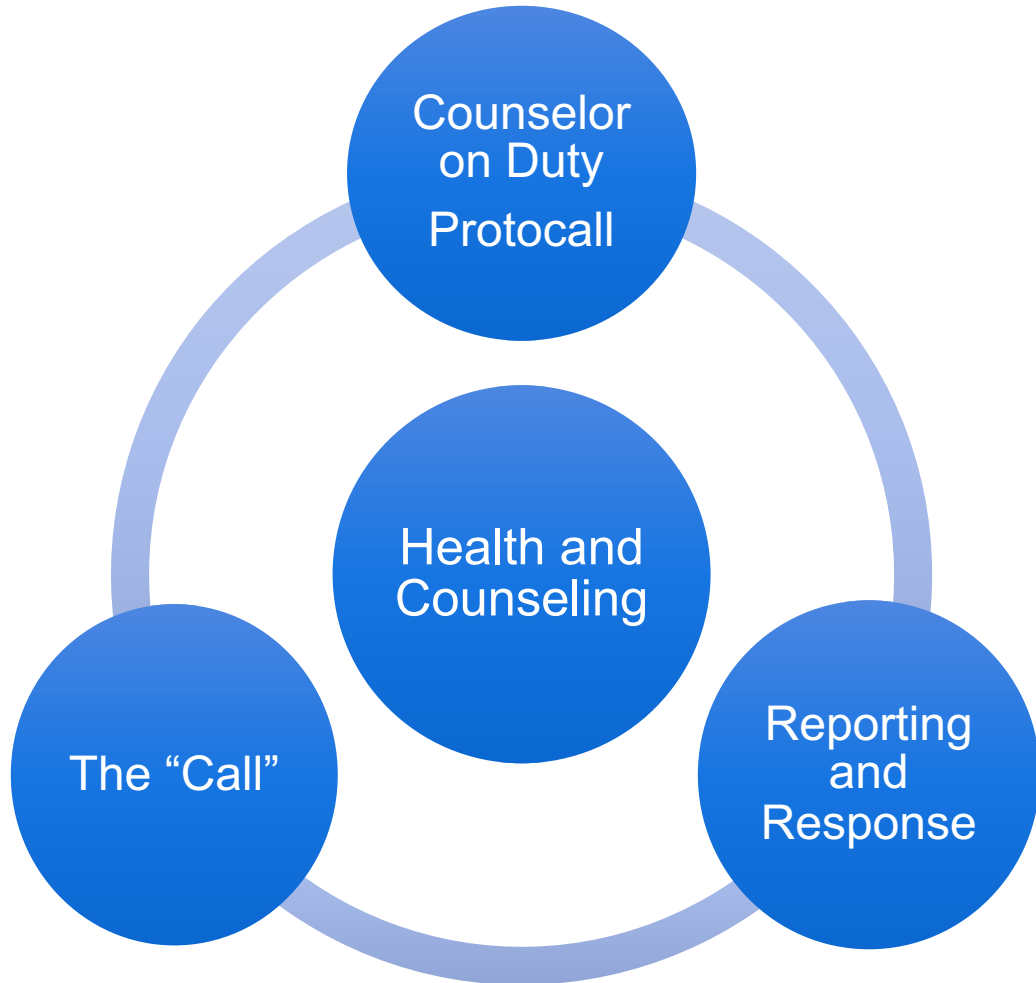 Counselor
on Duty
Protocall
Health and
Counseling
The “Call”
Reporting
and
Response